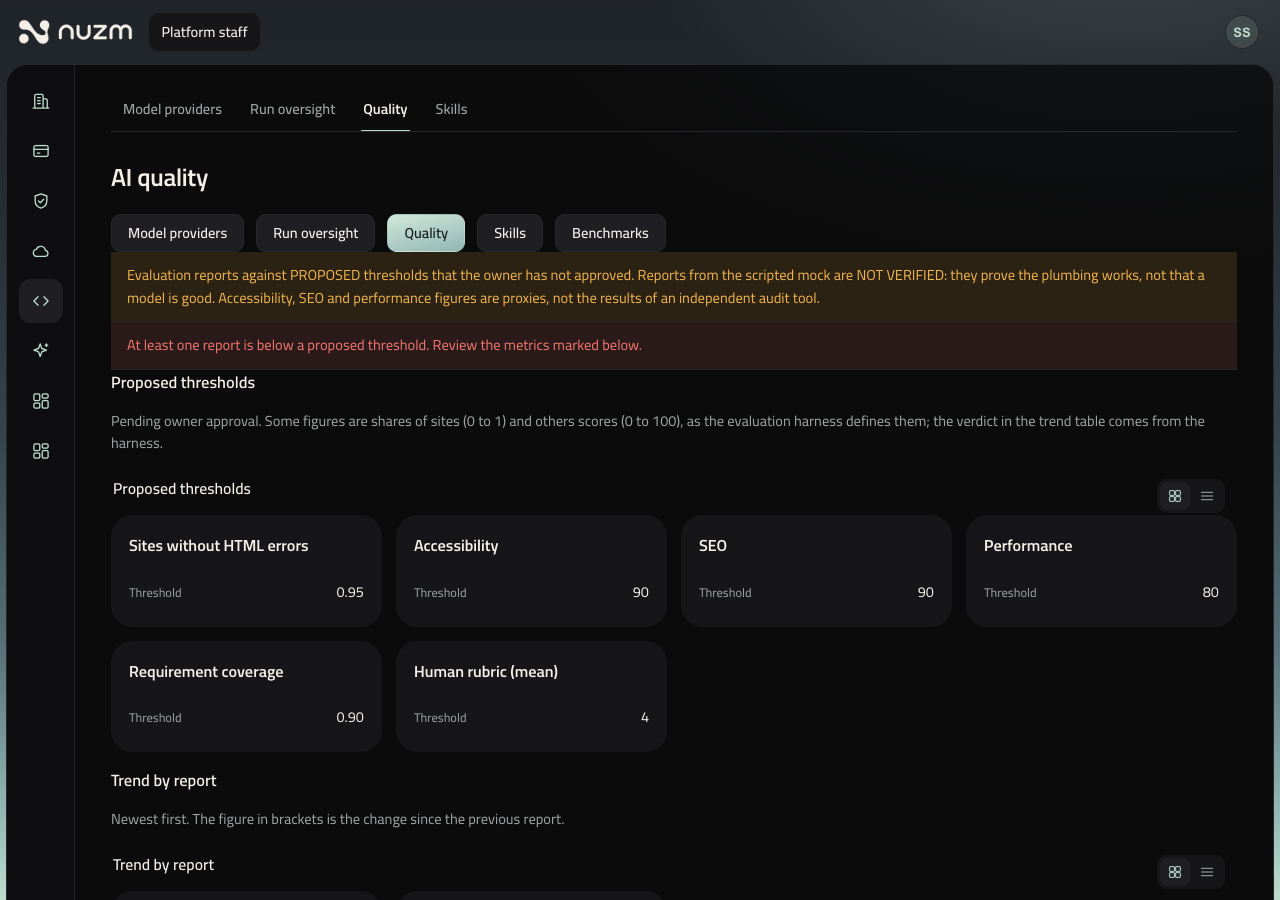 nuzm
Platform staff
SS
Model providers
Run oversight
Quality
Skills
AI quality
Model providers
Run oversight
Quality
Skills
Benchmarks
Evaluation reports against PROPOSED thresholds that the owner has not approved. Reports from the scripted mock are NOT VERIFIED: they prove the plumbing works, not that a
model is good. Accessibility, SEO and performance figures are proxies, not the results of an independent audit tool.
At least one report is below a proposed threshold. Review the metrics marked below.
Proposed thresholds
Pending owner approval. Some figures are shares of sites (0 to 1) and others scores (0 to 100), as the evaluation harness defines them; the verdict in the trend table comes from the
harness.
Proposed thresholds
Sites without HTML errors
Threshold 0.95
Accessibility
Threshold 90
SEO
Threshold 90
Performance
Threshold 80
Requirement coverage
Threshold 0.90
Human rubric (mean)
Threshold 4
Trend by report
Newest first. The figure in brackets is the change since the previous report.
Trend by report